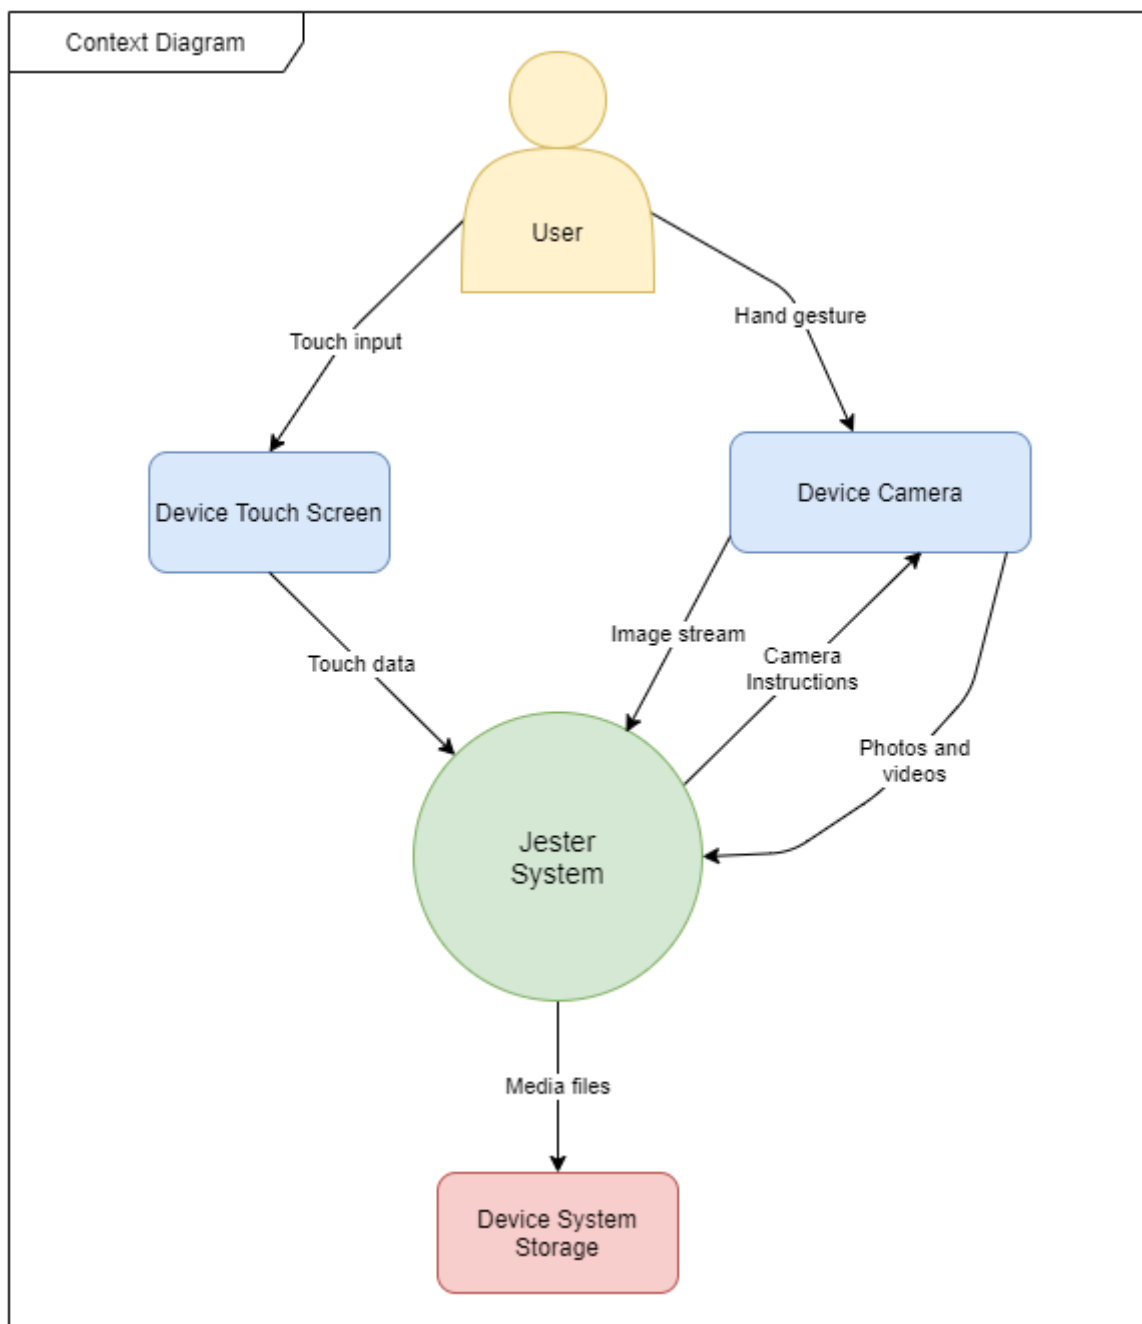 Context Diagram
User
Hand gesture
Touch input
Device Camera
Device Touch Screen
Image stream
Camera
Instructions
Touch data
Photos and
videos
Jester
System
Media files
Device System
Storage